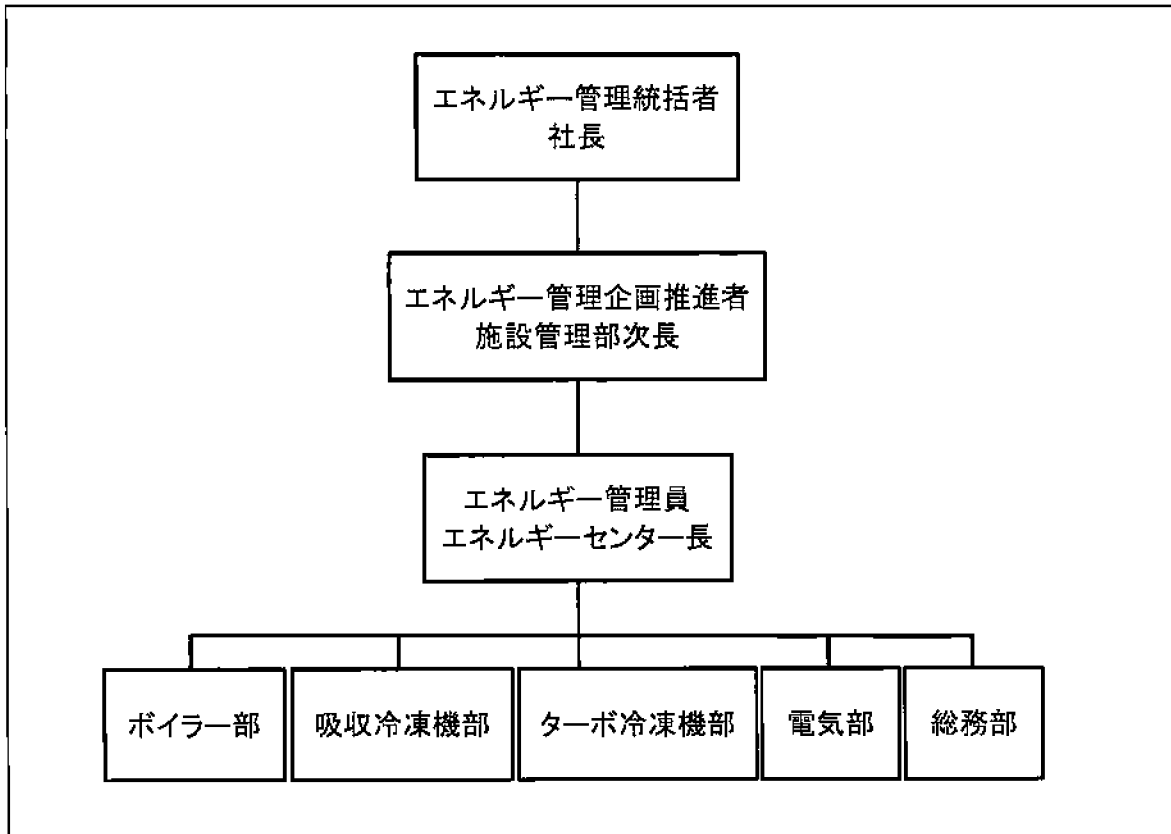 エネルギー管理統括者
社長
エネルギー管理企画推進者
施設管理部次長
エネルギー管理員
エネルギーセンター長
ボイラー部
吸収冷凍機部
ターボ冷凍機部
電気部
総務部